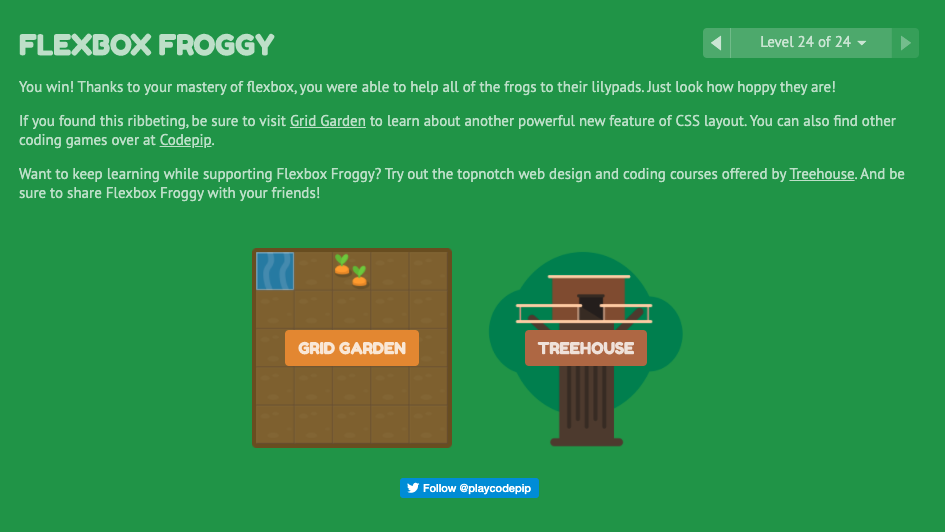 FLEXBOX FROGGY
Level 24 of 24
You win! Thanks to your mastery of flexbox, you were able to help all of the frogs to their lilypads. Just look how hoppy they are!
If you found this ribbeting, be sure to visit Grid Garden to learn about another powerful new feature of CSS layout. You can also find other
coding games over at Codepip.
Want to keep learning while supporting Flexbox Froggy? Try out the topnotch web design and coding courses offered by Treehouse. And be
sure to share Flexbox Froggy with your friends!
GRID GARDEN
TREEHOUSE
Follow @playcodepip